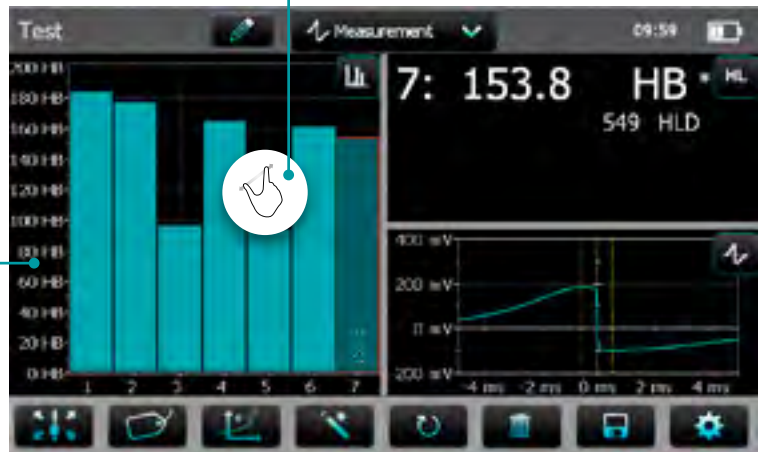 Test
Measurement
09:59
200 HB
180 HB
160 HB
140 HB
120 HB
100 HB
80 HB
60 HB
40 HB
20 HB
0 HB
1 2 3 4 5 6 7
7: 153.8 HB
HL
549 HLD
400 mV
200 mV
0 mV
-200 mV
-4 ms -2 ms 0 ms 2 ms 4 ms